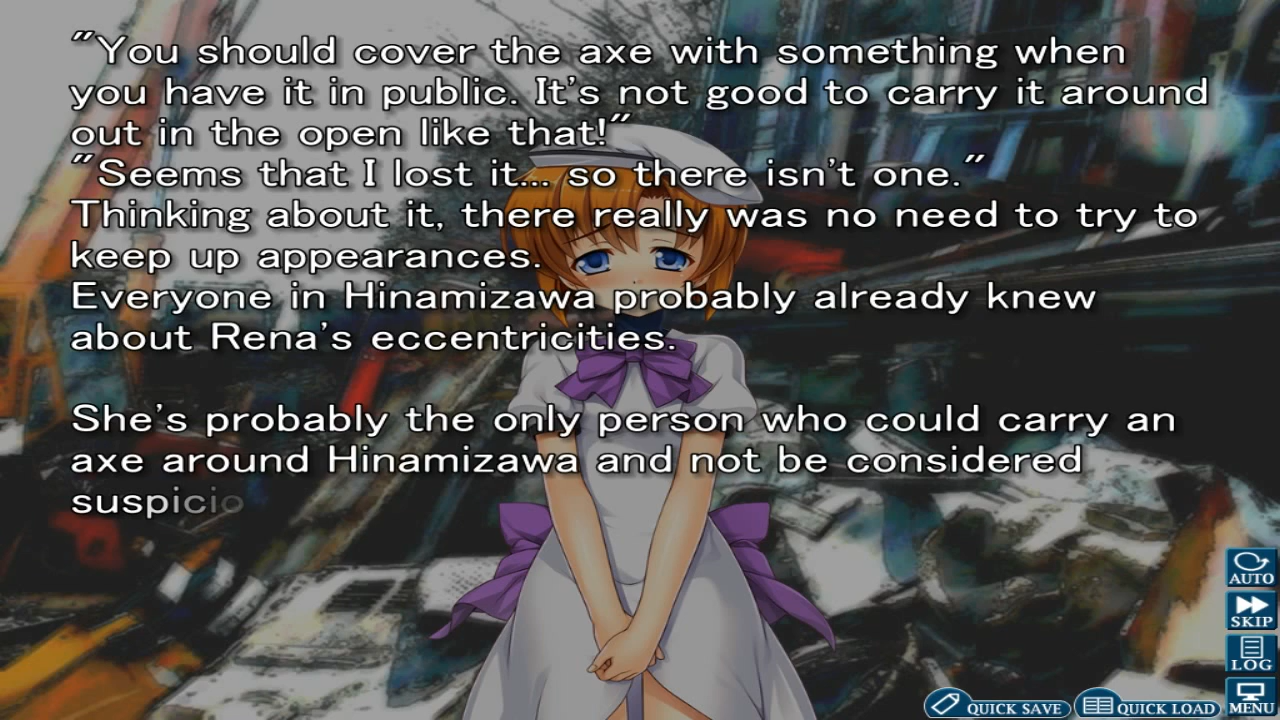 "You should cover the axe with something when
you have it in public. It's not good to carry it around
out in the open like that!"
"Seems that I lost it... so there isn't one."
Thinking about it, there really was no need to try to
keep up appearances.
Everyone in Hinamizawa probably already knew
about Rena's eccentricities.
She's probably the only person who could carry an
axe around Hinamizawa and not be considered
suspicio
AUTO
SKIP
LOG
MENU
QUICK SAVE
QUICK LOAD